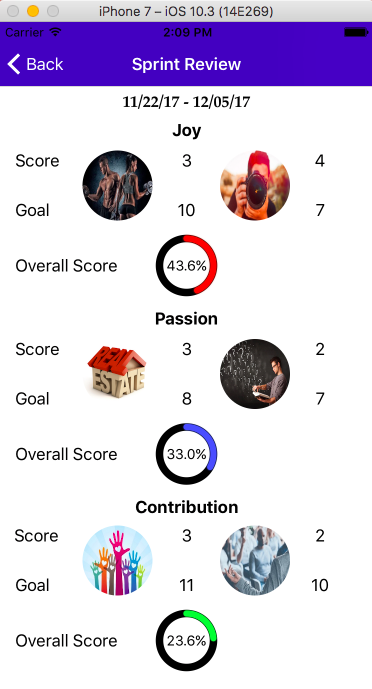 iPhone 7 – iOS 10.3 (14E269)
Carrier 2:09 PM
Back Sprint Review
11/22/17 - 12/05/17
Joy
Score 3 4
Goal 10 7
Overall Score 43.6%
Passion
Score 3 2
REAL
ESTATE
Goal 8 7
Overall Score 33.0%
Contribution
Score 3 2
Goal 11 10
Overall Score 23.6%